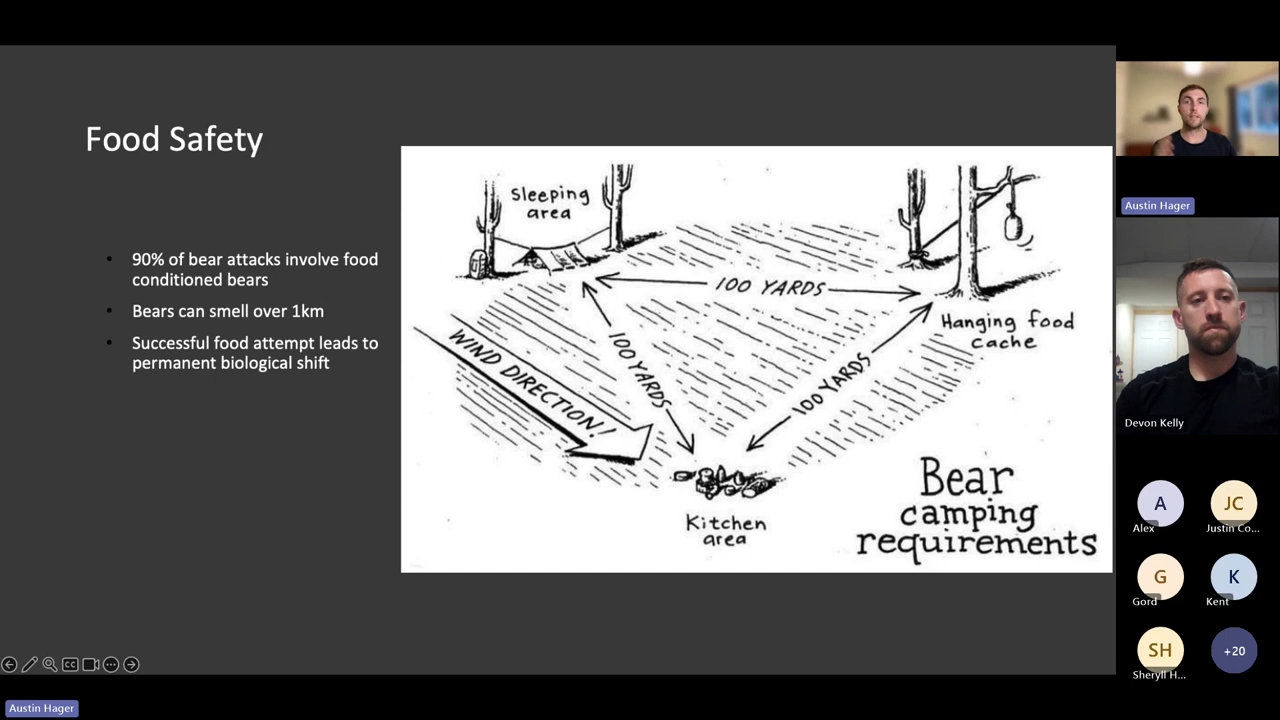 Food Safety
90% of bear attacks involve food
conditioned bears
Bears can smell over 1km
Successful food attempt leads to
permanent biological shift
Sleeping
area
100 YARDS
Hanging food
cache
100 YARDS
100 YARDS
WIND DIRECTION!
Kitchen
area
Bear
camping
requirements
Austin Hager
Devon Kelly
A
Alex
JC
Justin Co...
G
Gord
K
Kent
SH
Sheryll H...
+20
CC
Austin Hager